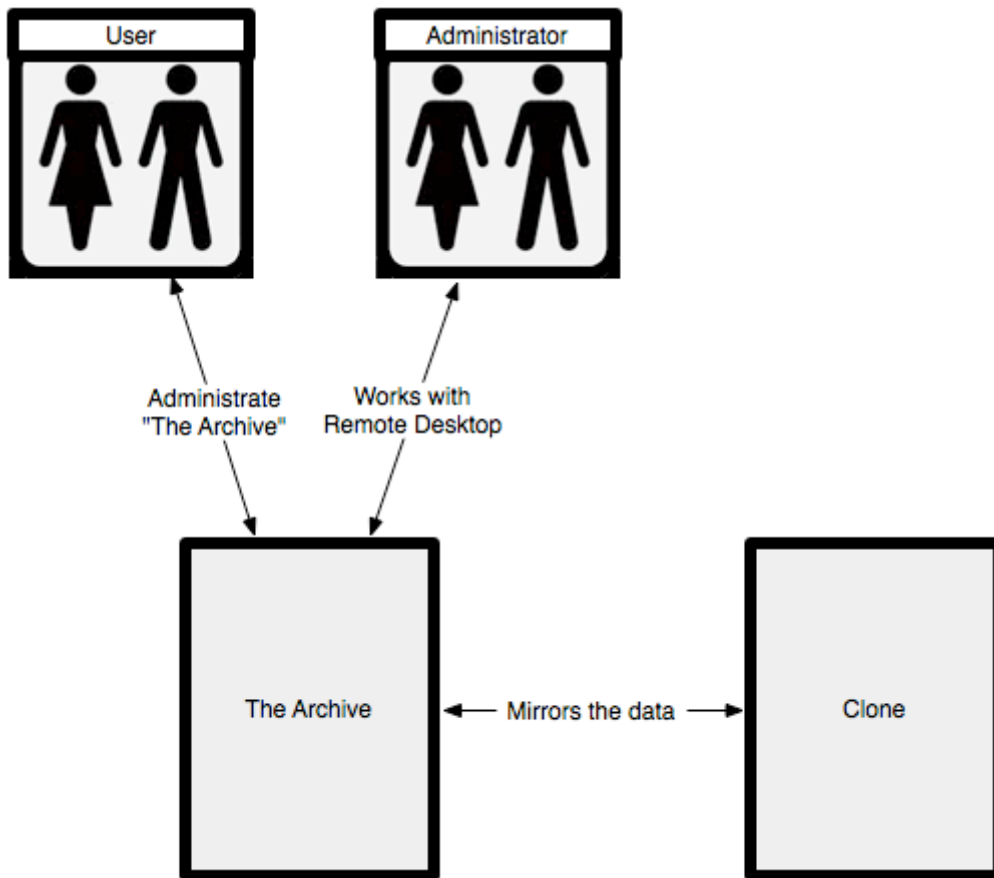 User
Administrator
Administrate
"The Archive"
Works with
Remote Desktop
The Archive
Mirrors the data
Clone